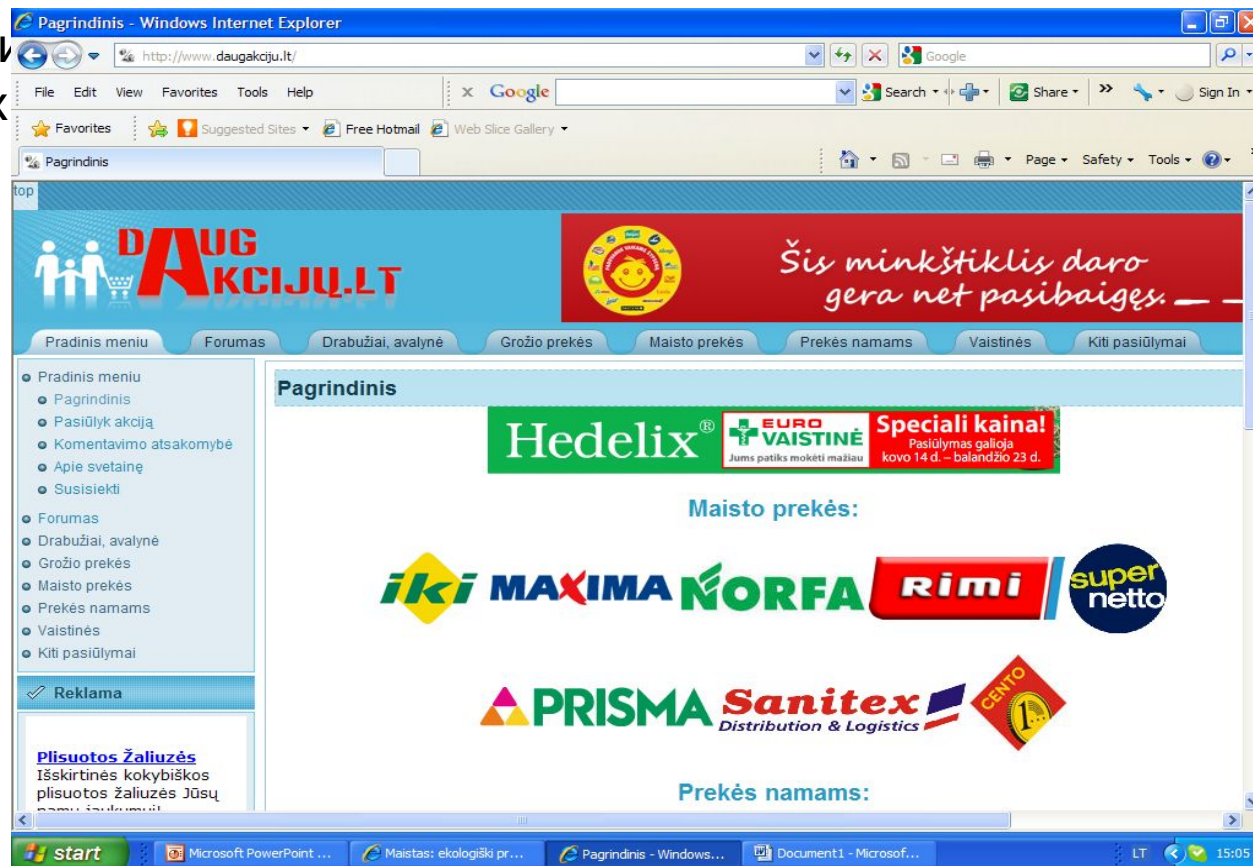 Pagrindinis - Windows Internet Explorer
и
http://www.daugakciju.lt/
Google
к
File Edit View Favorites Tools Help
x Google Search Share >> Sign In
Favorites Suggested Sites Free Hotmail Web Slice Gallery
Pagrindinis
Page Safety Tools
top
DAUG
AKCIJŲ.LT
Šis minkštiklis daro
gera net pasibaigęs.
Pradinis meniu Forumas Drabužiai, avalynė Grožio prekės Maisto prekės Prekės namams Vaistinės Kiti pasiūlymai
Pradinis meniu
Pagrindinis
Pasiūlyk akciją
Komentavimo atsakomybė
Apie svetainę
Susisiekti
Forumas
Drabužiai, avalynė
Grožio prekės
Maisto prekės
Prekės namams
Vaistinės
Kiti pasiūlymai
Reklama
Plisuotos Žaliuzės
Išskirtinės kokybiškos
plisuotos žaliuzės Jūsų
namų jaukumui!
Pagrindinis
Hedelix®
EURO
VAISTINĖ
Jums patiks mokėti mažiau
Speciali kaina!
Pasiūlymas galioja
kovo 14 d. – balandžio 23 d.
Maisto prekės:
iki MAXIMA NORFA Rimi super
netto
PRISMA Sanitex
Distribution & Logistics
CENTO
1
Prekės namams:
start Microsoft PowerPoint ... Maistas: ekologiški pr... Pagrindinis - Windows... Document1 - Microsof... LT 15:05